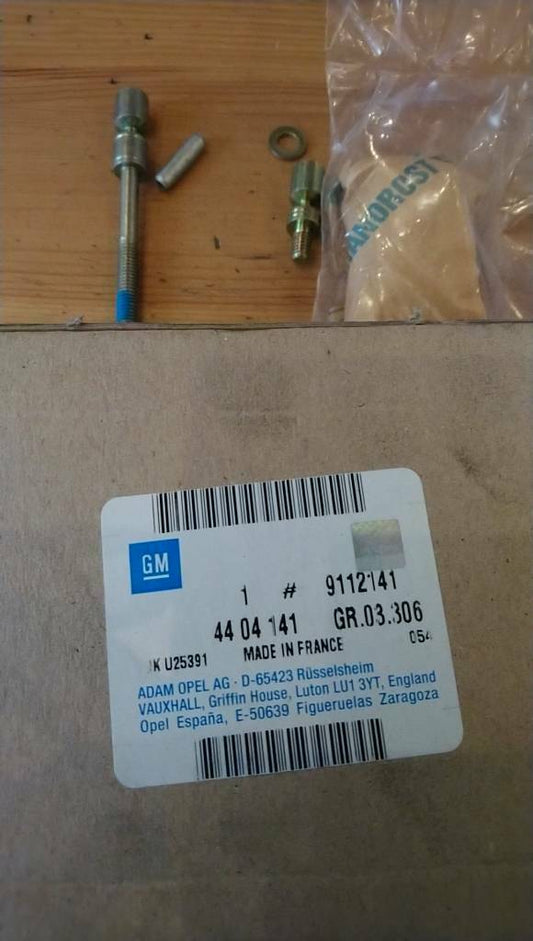 GM
1 # 9112141
44 04 141 GR.03.306
K U25391 MADE IN FRANCE 054
ADAM OPEL AG · D-65423 Rüsselsheim
VAUXHALL, Griffin House, Luton LU1 3YT, England
Opel España, E-50639 Figueruelas Zaragoza